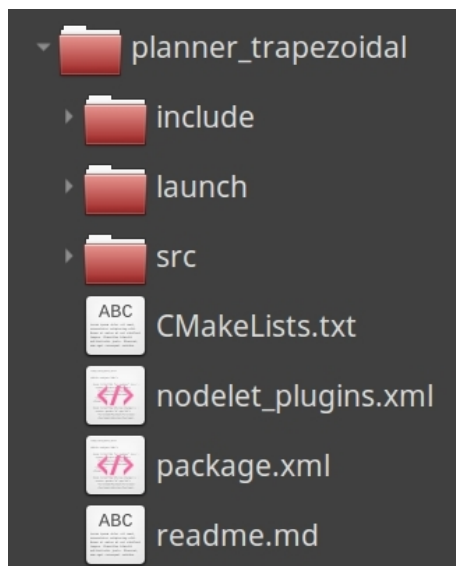 planner_trapezoidal
include
launch
src
ABC
CMakeLists.txt
nodelet_plugins.xml
package.xml
ABC
readme.md